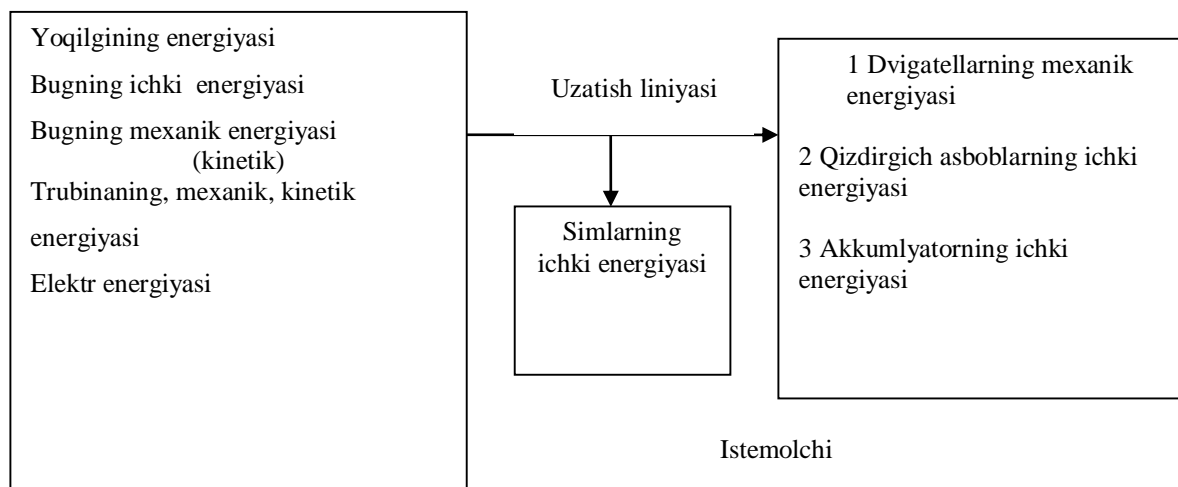 Yoqilgining energiyasi
Bugning ichki energiyasi
Bugning mexanik energiyasi
(kinetik)
Trubinaning, mexanik, kinetik
energiyasi
Elektr energiyasi
Uzatish liniyasi
Simlarning
ichki energiyasi
1 Dvigatellarning mexanik
energiyasi
2 Qizdirgich asboblarning ichki
energiyasi
3 Akkumlyatorning ichki
energiyasi
Istemolchi